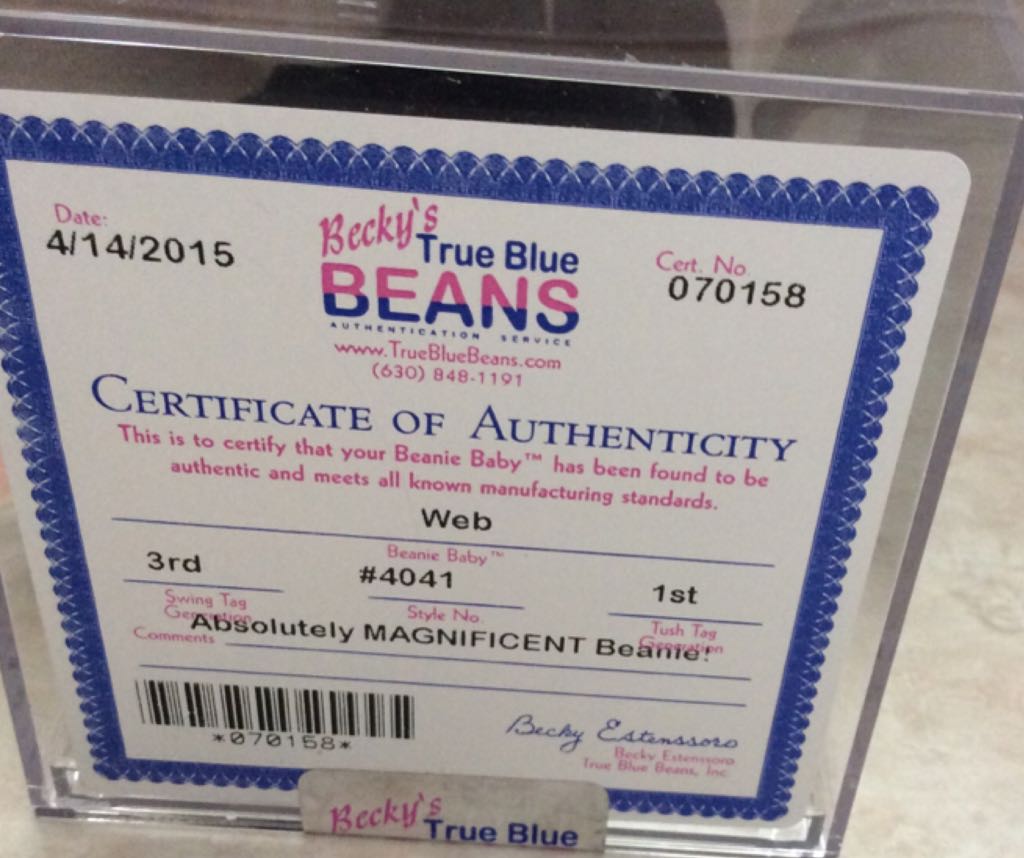 Date:
4/14/2015
Becky's
True Blue
BEANS
AUTHENTICATION SERVICE
www.TrueBlueBeans.com
(630) 848-1191
Cert. No.
070158
CERTIFICATE OF AUTHENTICITY
This is to certify that your Beanie Baby™ has been found to be
authentic and meets all known manufacturing standards.
Web
Beanie Baby™
3rd
Swing Tag
Generation
#4041
Style No.
1st
Tush Tag
Generation
Comments
Absolutely MAGNIFICENT Beanie!
*070158*
Becky Estenssoro
Becky Estenssoro
True Blue Beans, Inc.
Becky's
True Blue